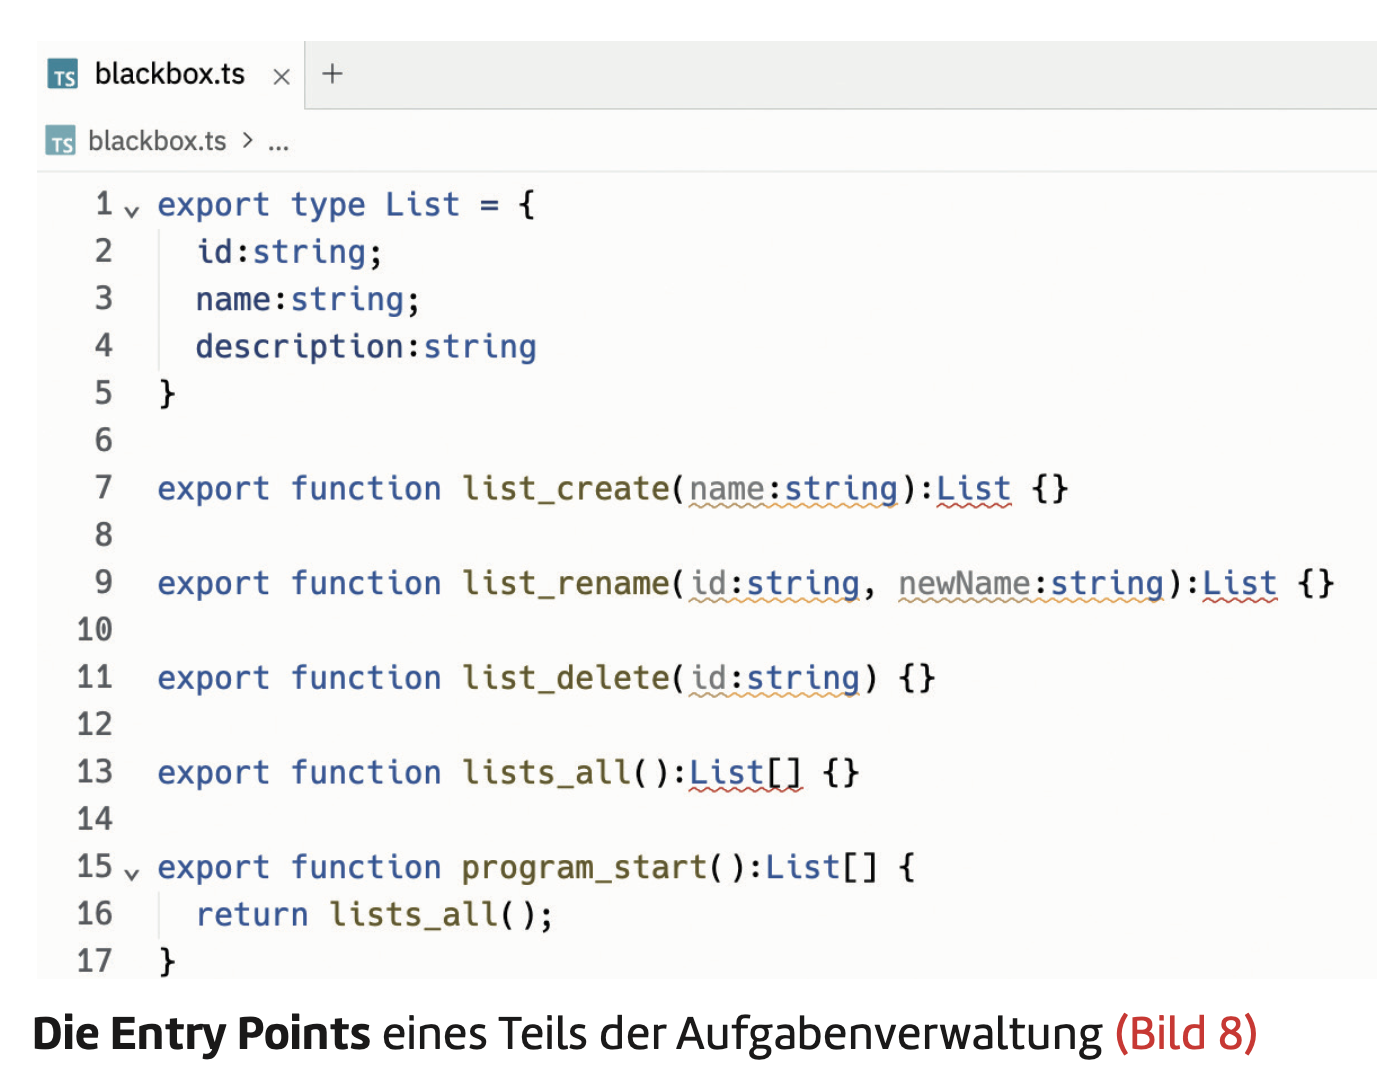 TS blackbox.ts × +
TS blackbox.ts > ...
1 export type List = {
2 id:string;
3 name:string;
4 description:string
5 }
6
7 export function list_create(name:string):List {}
8
9 export function list_rename(id:string, newName:string):List {}
10
11 export function list_delete(id:string) {}
12
13 export function lists_all():List[] {}
14
15 export function program_start():List[] {
16 return lists_all();
17 }
Die Entry Points eines Teils der Aufgabenverwaltung (Bild 8)